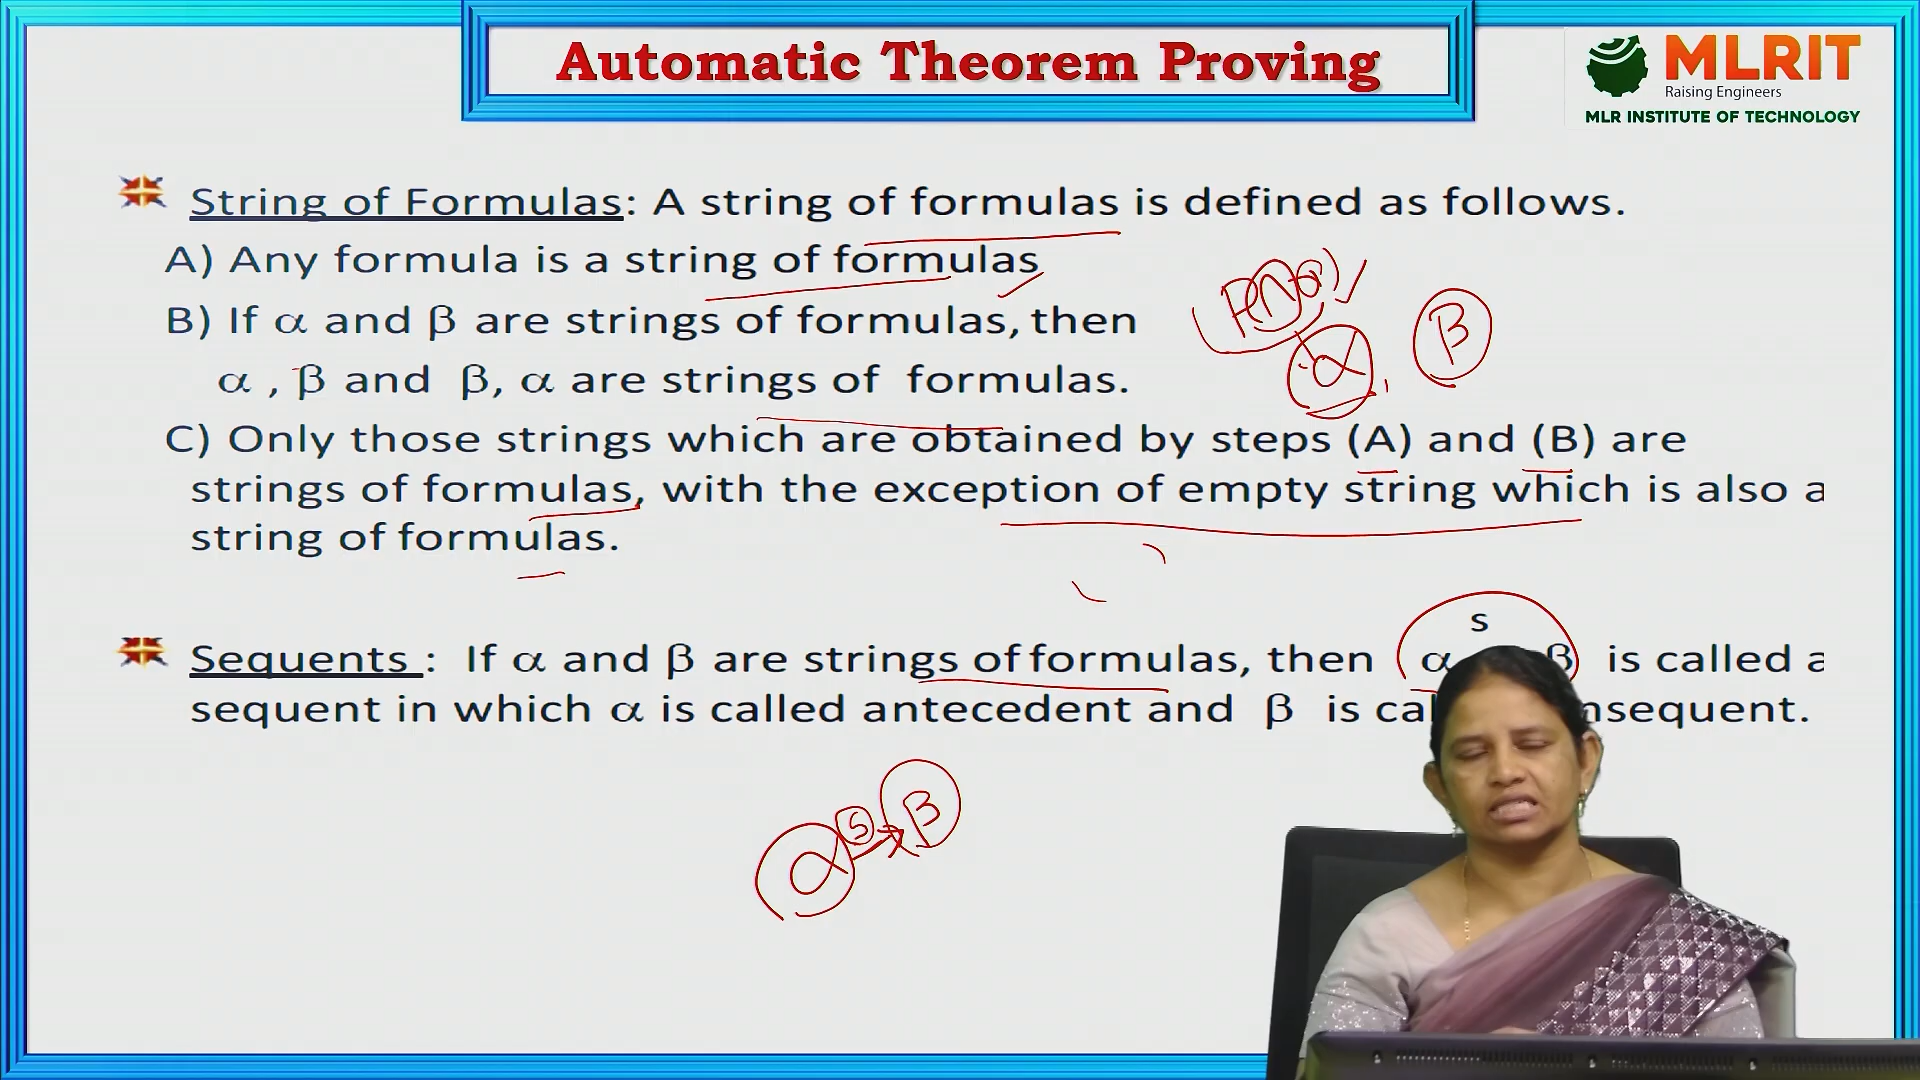 Automatic Theorem Proving
MLRIT
Raising Engineers
MLR INSTITUTE OF TECHNOLOGY
String of Formulas: A string of formulas is defined as follows.
A) Any formula is a string of formulas
B) If α and β are strings of formulas, then
α , β and β, α are strings of formulas.
C) Only those strings which are obtained by steps (A) and (B) are
strings of formulas, with the exception of empty string which is also a
string of formulas.
α
β
s
Sequents : If α and β are strings of formulas, then α β is called a
sequent in which α is called antecedent and β is nsequent.
α s → β